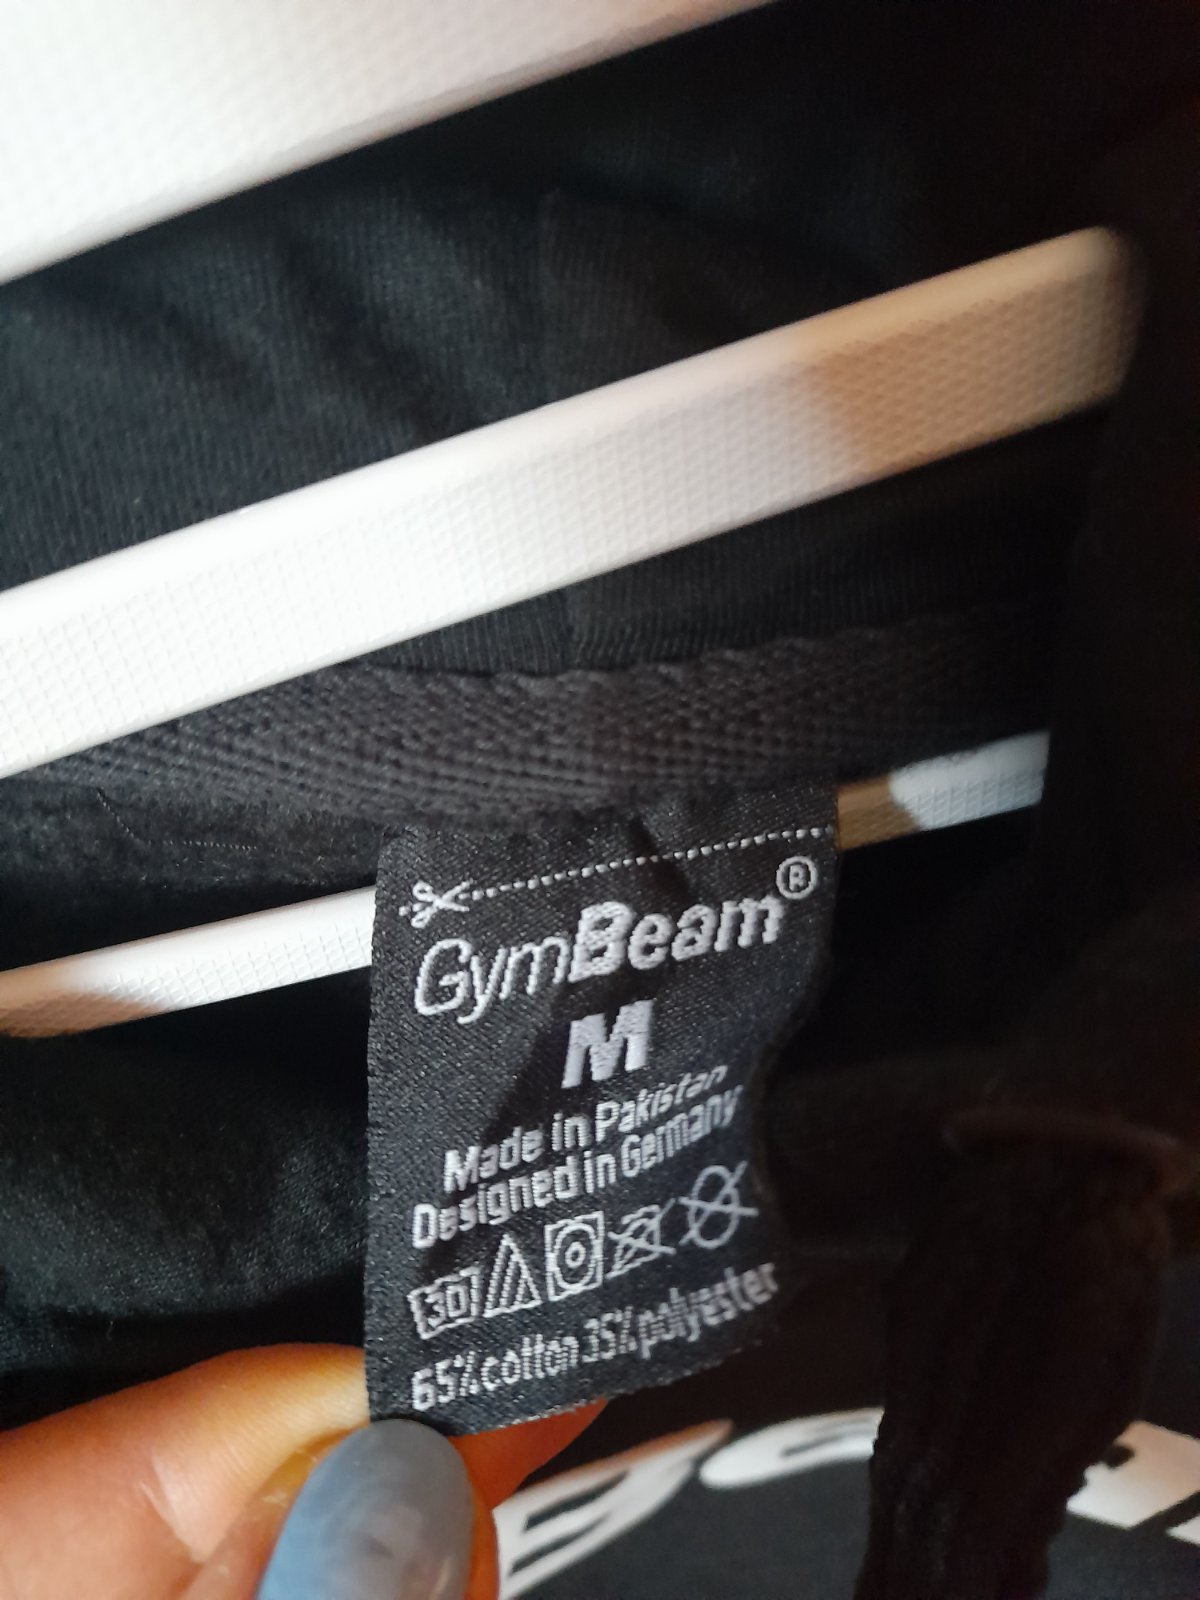 GymBeam®
M
Made in Pakistan
Designed in Germany
30
65% cotton 35% polyester